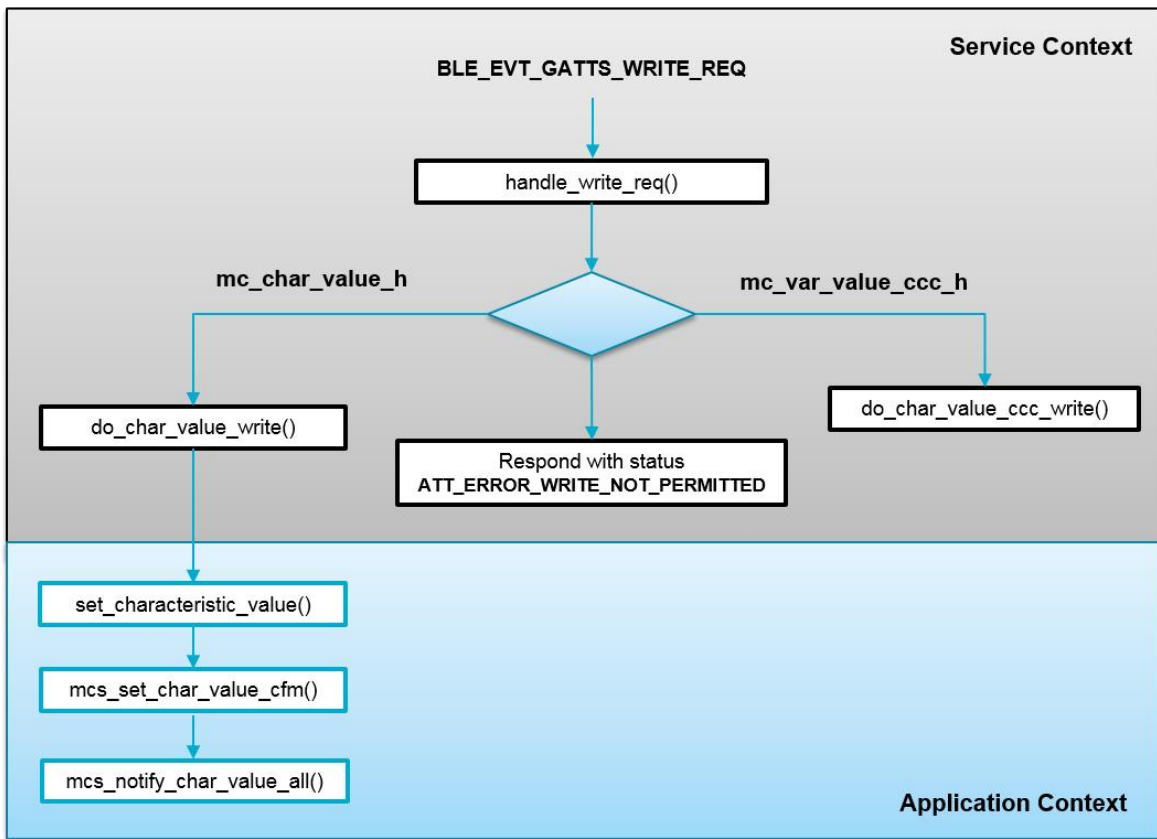 Service Context
BLE_EVT_GATTS_WRITE_REQ
handle_write_req()
mc_char_value_h
mc_var_value_ccc_h
do_char_value_write()
do_char_value_ccc_write()
Respond with status
ATT_ERROR_WRITE_NOT_PERMITTED
set_characteristic_value()
mcs_set_char_value_cfm()
mcs_notify_char_value_all()
Application Context